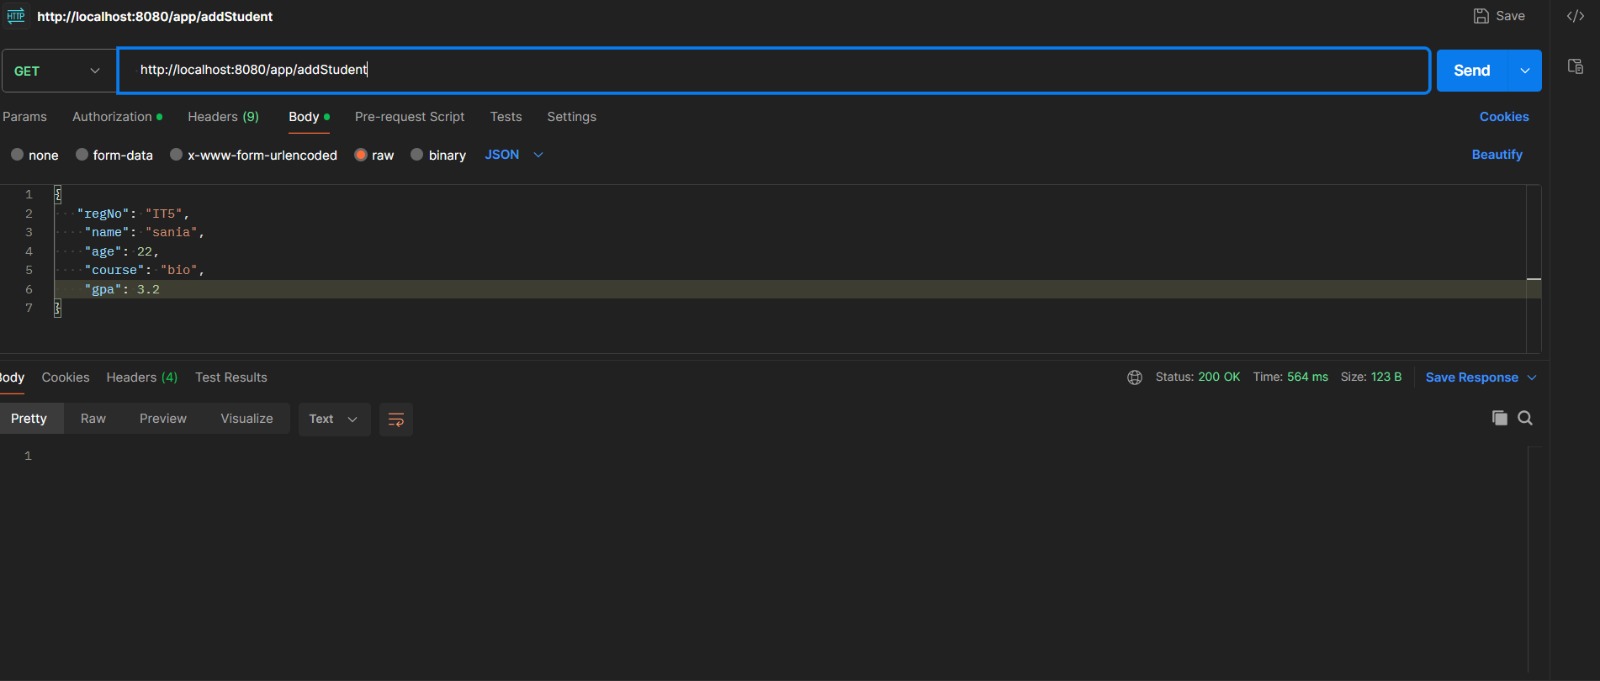 HTTP http://localhost:8080/app/addStudent Save </>
GET http://localhost:8080/app/addStudent Send
Params Authorization Headers (9) Body Pre-request Script Tests Settings Cookies
none form-data x-www-form-urlencoded raw binary JSON Beautify
1 {
2 "regNo": "IT5",
3 "name": "sania",
4 "age": 22,
5 "course": "bio",
6 "gpa": 3.2
7 }
Body Cookies Headers (4) Test Results Status: 200 OK Time: 564 ms Size: 123 B Save Response
Pretty Raw Preview Visualize Text
1